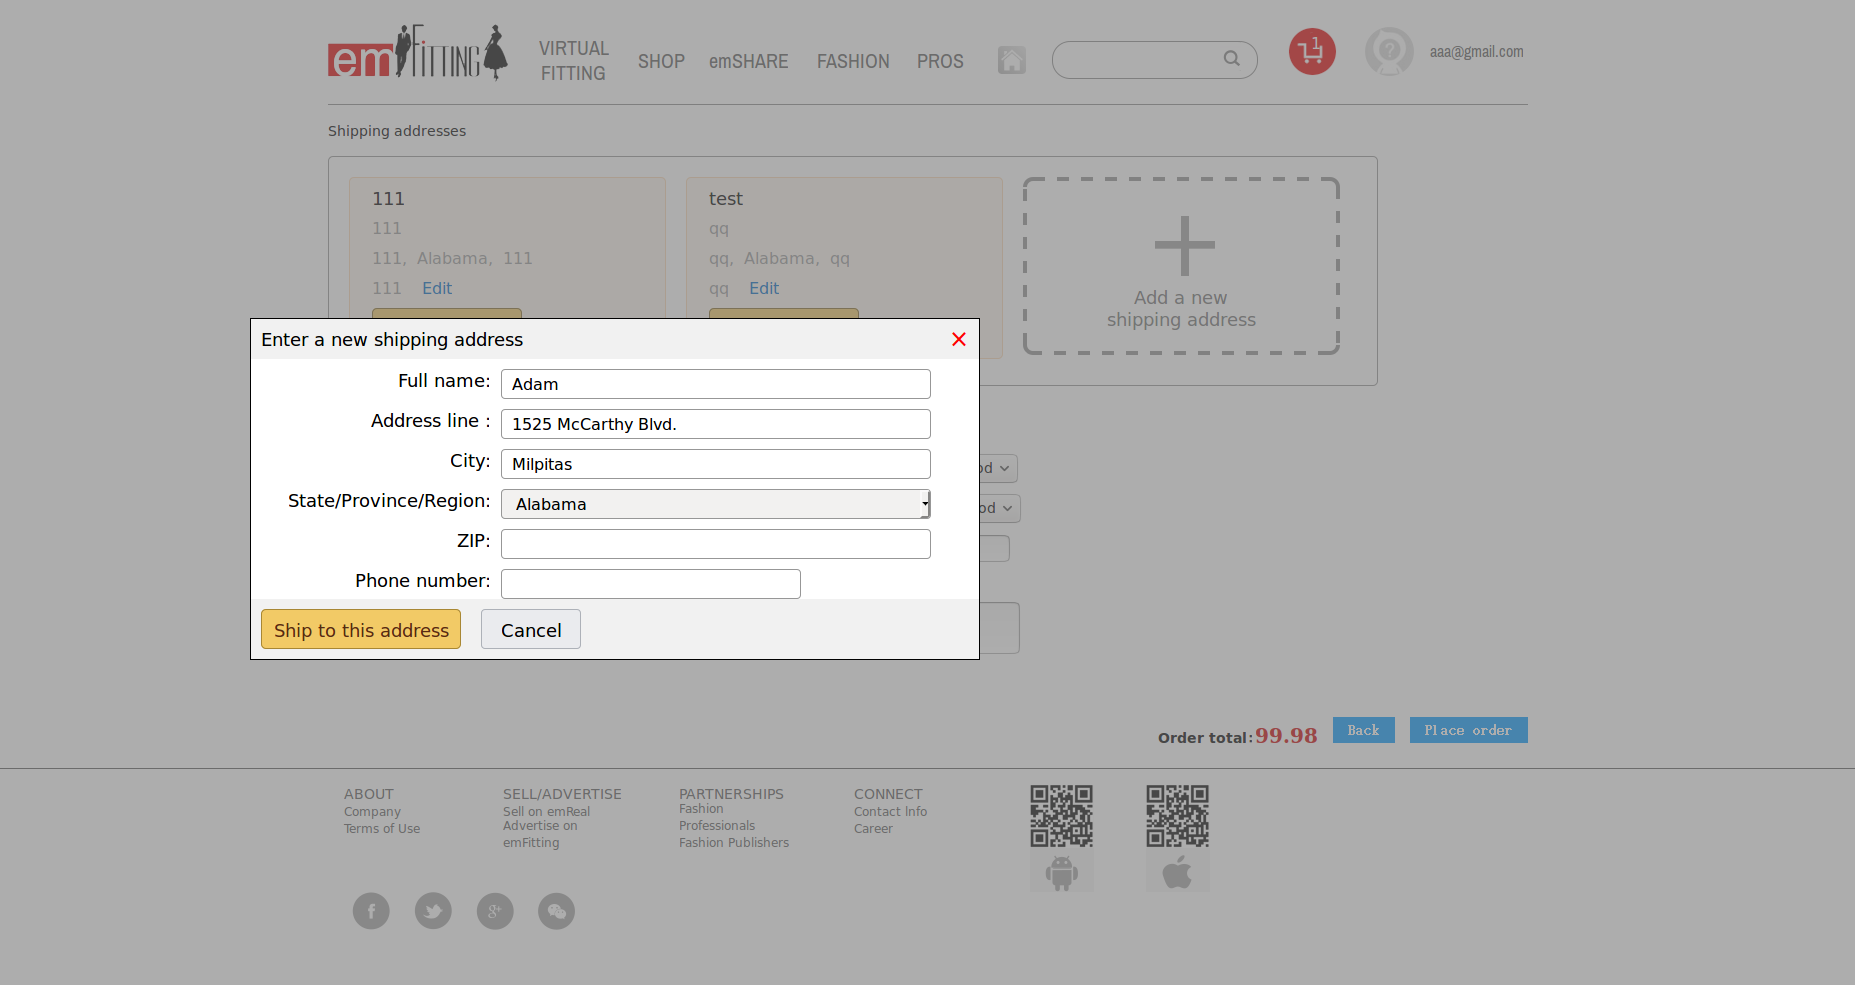 emFITTING
VIRTUAL
FITTING
SHOP
emSHARE
FASHION
PROS
1
?
aaa@gmail.com
Shipping addresses
111
111
111, Alabama, 111
111 Edit
test
qq
qq, Alabama, qq
qq Edit
Add a new
shipping address
Enter a new shipping address
Full name: Adam
Address line : 1525 McCarthy Blvd.
City: Milpitas
State/Province/Region: Alabama
ZIP:
Phone number:
Ship to this address
Cancel
od
od
Order total:99.98
Back
Place order
ABOUT
Company
Terms of Use
SELL/ADVERTISE
Sell on emReal
Advertise on
emFitting
PARTNERSHIPS
Fashion
Professionals
Fashion Publishers
CONNECT
Contact Info
Career
f
g+